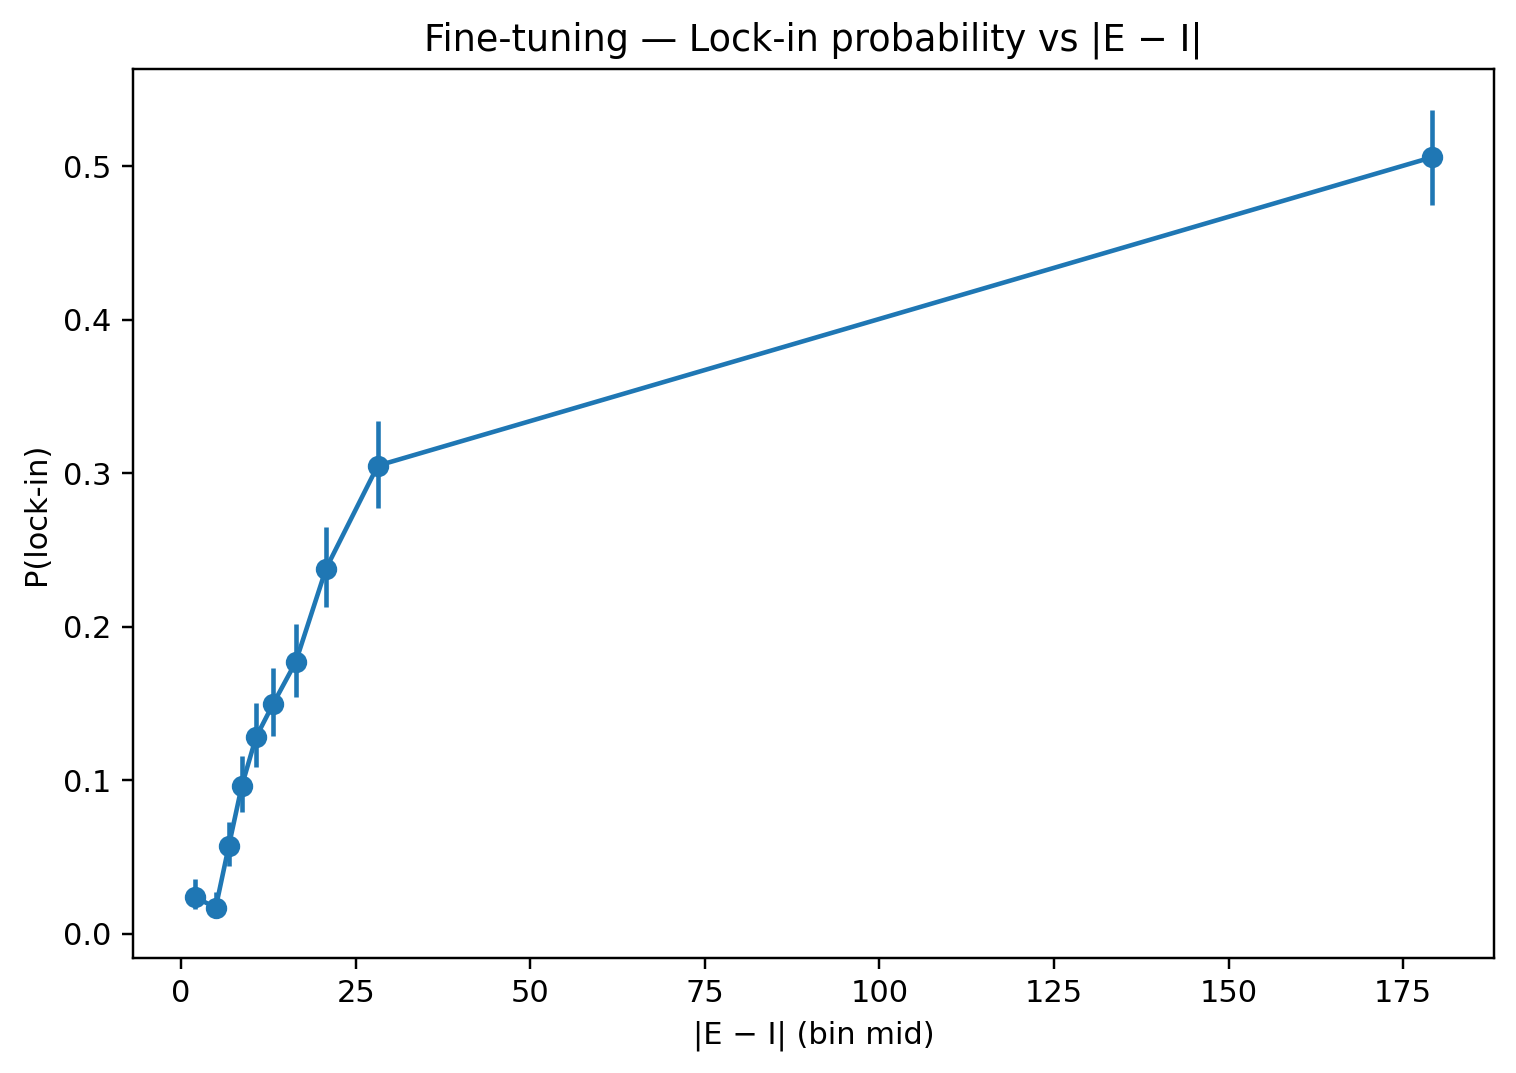 Fine-tuning — Lock-in probability vs |E − I|
P(lock-in)
0.5
0.4
0.3
0.2
0.1
0.0
0 25 50 75 100 125 150 175
|E − I| (bin mid)